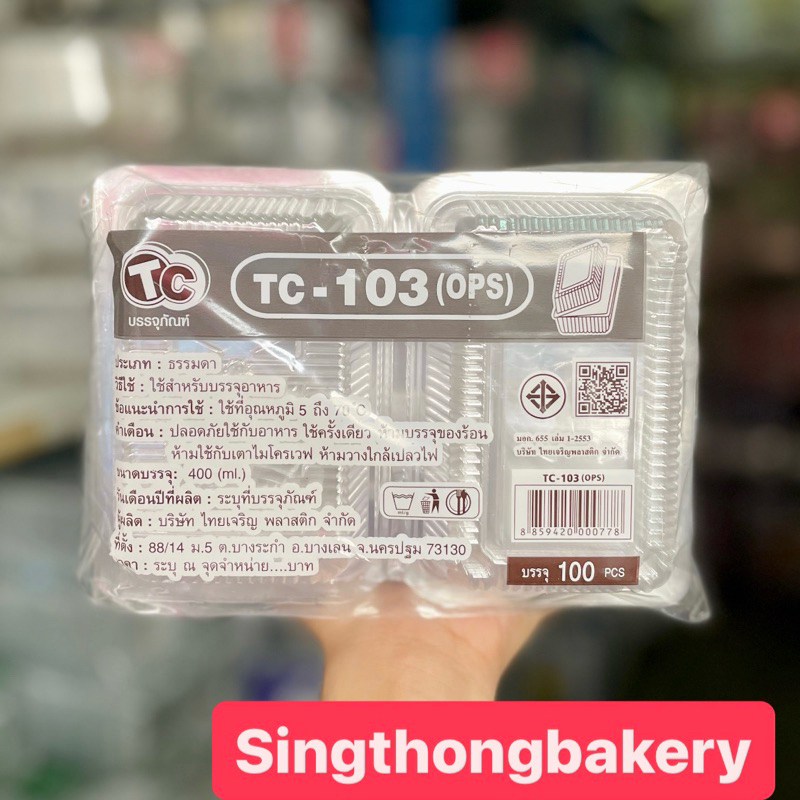 TC
บรรจุภัณฑ์
TC-103 (OPS)
ประเภท : ธรรมดา
วิธีใช้ : ใช้สำหรับบรรจุอาหาร
ข้อแนะนำการใช้ : ใช้ที่อุณหภูมิ 5 ถึง 70°C
คำเตือน : ปลอดภัยใช้กับอาหาร ใช้ครั้งเดียว ห้ามบรรจุของร้อน
ห้ามใช้กับเตาไมโครเวฟ ห้ามวางใกล้เปลวไฟ
ขนาดบรรจุ: 400 (ml.)
วันเดือนปีที่ผลิต : ระบุที่บรรจุภัณฑ์
ผู้ผลิต : บริษัท ไทยเจริญ พลาสติก จำกัด
ที่ตั้ง : 88/14 ม.5 ต.บางระกำ อ.บางเลน จ.นครปฐม 73130
ราคา : ระบุ ณ จุดจำหน่าย....บาท
มอก. 655 เล่ม 1-2553
บริษัท ไทยเจริญพลาสติก จำกัด
TC-103 (OPS)
8 859420 000778
บรรจุ 100 PCS
Singthongbakery